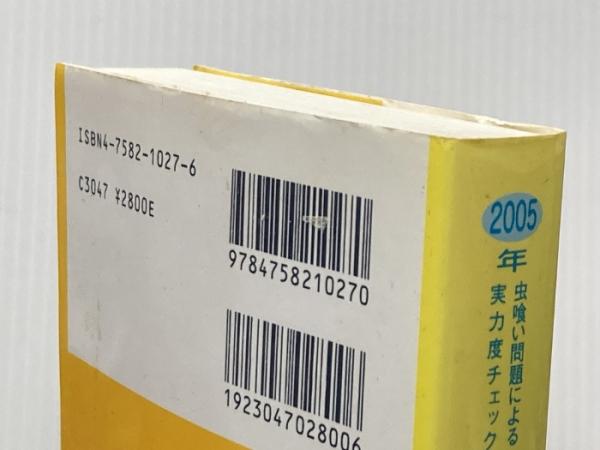 ISBN4-7582-1027-6
C3047 ¥2800E
9784758210270
1923047028006
2005
年
虫喰い問題による
実力度チェック